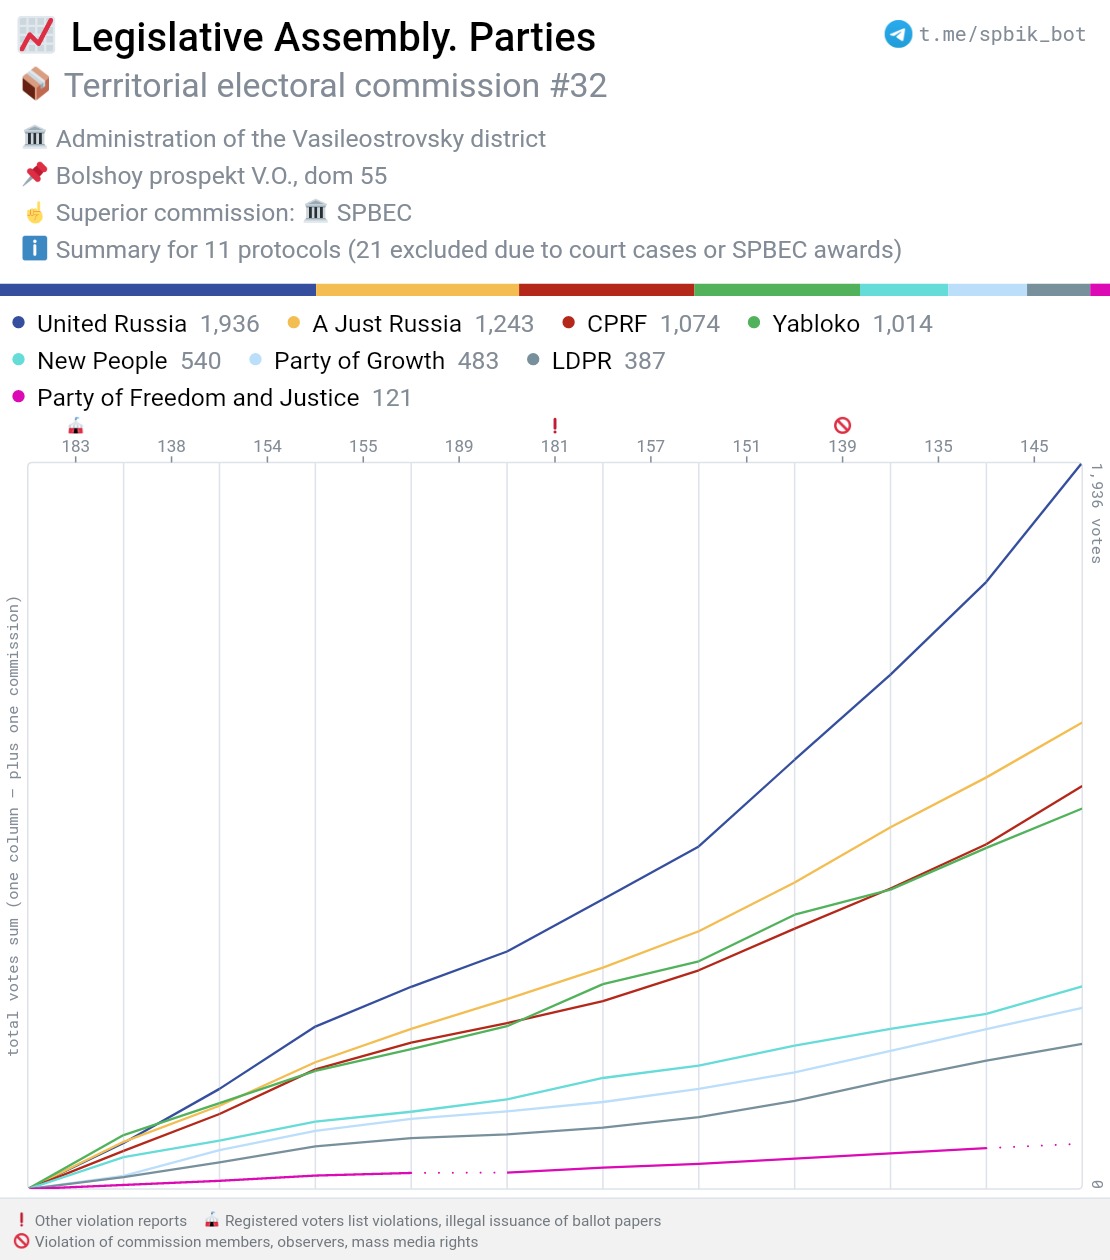 Legislative Assembly. Parties
t.me/spbik_bot
Territorial electoral commission #32
Administration of the Vasileostrovsky district
Bolshoy prospekt V.O., dom 55
Superior commission: SPBEC
Summary for 11 protocols (21 excluded due to court cases or SPBEC awards)
United Russia 1,936 A Just Russia 1,243 CPRF 1,074 Yabloko 1,014
New People 540 Party of Growth 483 LDPR 387
Party of Freedom and Justice 121
183 138 154 155 189 181 157 151 139 135 145
1,936 votes
total votes sum (one column – plus one commission)
0
Other violation reports Registered voters list violations, illegal issuance of ballot papers
Violation of commission members, observers, mass media rights